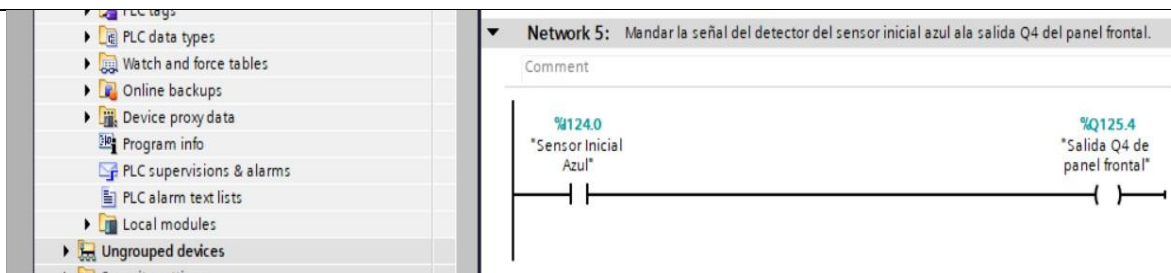 PLC tags
PLC data types
Watch and force tables
Online backups
Device proxy data
Program info
PLC supervisions & alarms
PLC alarm text lists
Local modules
Ungrouped devices
Network 5: Mandar la señal del detector del sensor inicial azul ala salida Q4 del panel frontal.
Comment
%I124.0
"Sensor Inicial
Azul"
%Q125.4
"Salida Q4 de
panel frontal"